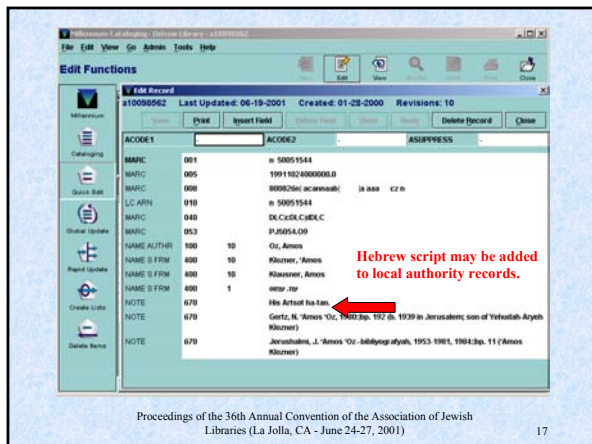 Millennium Cataloging - Datron Library - a10098562
File Edit View Go Admin Tools Help
Edit Functions
Edit View Close
Edit Record
a10098562 Last Updated: 06-19-2001 Created: 01-28-2000 Revisions: 10
Print Insert Field Delete Record Close
ACODE1 - ACODE2 - ASUPPRESS -
MARC 001 n 50051544
MARC 005 19911024000000.0
MARC 008 800826n| acannaab| |a aaa cz n
LC ARN 010 n 50051544
MARC 040 DLC|cDLC|dDLC
MARC 053 PJ5054.O9
NAME AUTHR 100 10 Oz, Amos
NAME S FRM 400 10 Klozner, ‘Amos
NAME S FRM 400 10 Klausner, Amos
NAME S FRM 400 1
NOTE 670 His Artsot ha-tan.
NOTE 670 Gertz, N. ‘Amos ‘Oz, 1980:|bp. 192 (b. 1939 in Jerusalem; son of Yehudah-Aryeh
Klozner)
NOTE 670 Jerushalmi, J. ‘Amos ‘Oz--bibliyografyah, 1953-1981, 1984:|bp. 11 (‘Amos
Klozner)
Millennium
Cataloging
Quick Edit
Global Update
Rapid Update
Create Lists
Delete Items
Hebrew script may be added
to local authority records.
Proceedings of the 36th Annual Convention of the Association of Jewish
Libraries (La Jolla, CA - June 24-27, 2001)
17